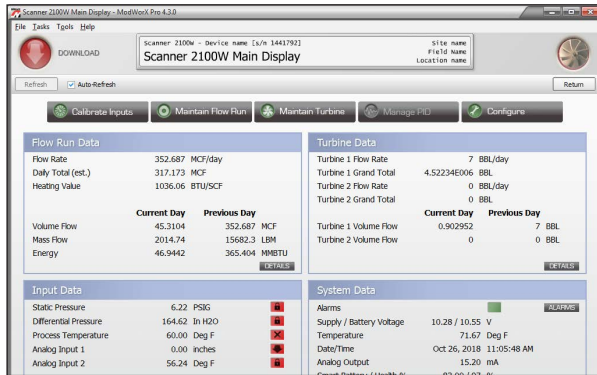 Scanner 2100W Main Display - ModWorX Pro 4.3.0
File Tasks Tools Help
DOWNLOAD
Scanner 2100W - Device name [s/n 1441792]
Scanner 2100W Main Display
Site name
Field Name
Location name
Refresh
Auto-Refresh
Return
Calibrate Inputs
Maintain Flow Run
Maintain Turbine
Manage PID
Configure
Flow Run Data
Flow Rate 352.687 MCF/day
Daily Total (est.) 317.173 MCF
Heating Value 1036.06 BTU/SCF
Current Day Previous Day
Volume Flow 45.3104 352.687 MCF
Mass Flow 2014.74 15682.3 LBM
Energy 46.9442 365.404 MMBTU
DETAILS
Turbine Data
Turbine 1 Flow Rate 7 BBL/day
Turbine 1 Grand Total 4.52234E006 BBL
Turbine 2 Flow Rate 0 BBL/day
Turbine 2 Grand Total 0 BBL
Current Day Previous Day
Turbine 1 Volume Flow 0.902952 7 BBL
Turbine 2 Volume Flow 0 0 BBL
DETAILS
Input Data
Static Pressure 6.22 PSIG
Differential Pressure 164.62 In H2O
Process Temperature 60.00 Deg F
Analog Input 1 0.00 inches
Analog Input 2 56.24 Deg F
System Data
Alarms ALARMS
Supply / Battery Voltage 10.28 / 10.55 V
Temperature 71.67 Deg F
Date/Time Oct 26, 2018 11:05:48 AM
Analog Output 15.20 mA
Smart Battery / Health %